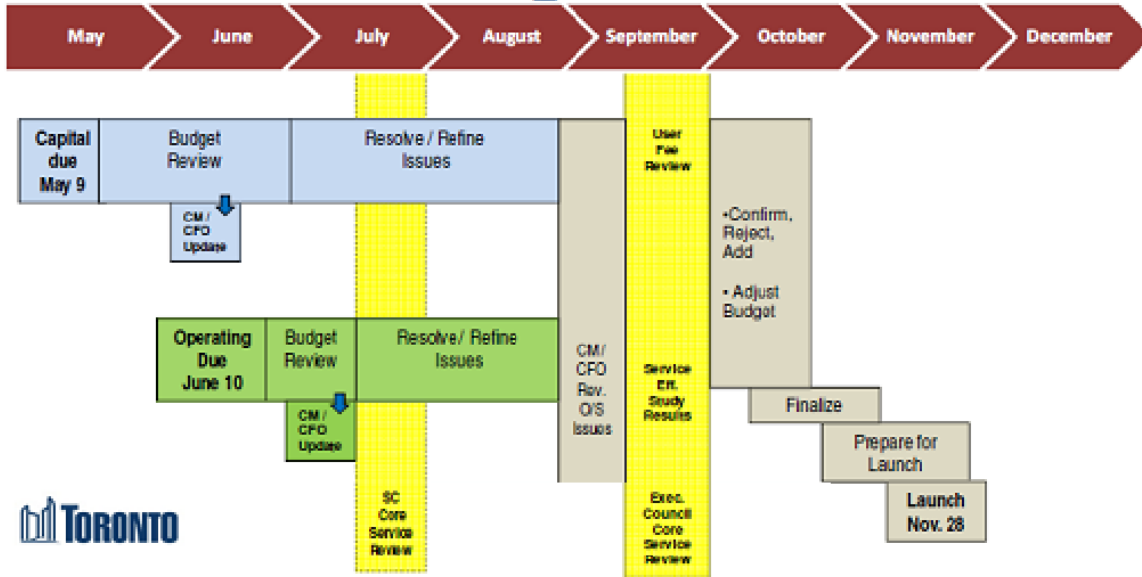 May June July August September October November December
Capital
due
May 9
Budget
Review
Resolve / Refine
Issues
CM /
CFO
Update
User
Fee
Review
•Confirm,
Reject,
Add
• Adjust
Budget
Operating
Due
June 10
Budget
Review
Resolve/ Refine
Issues
CM /
CFO
Update
CM/
CFO
Rev.
O/S
Issues
Service
Eff.
Study
Results
Finalize
Prepare for
Launch
Launch
Nov. 28
SC
Core
Service
Review
Exec.
Council
Core
Service
Review
TORONTO